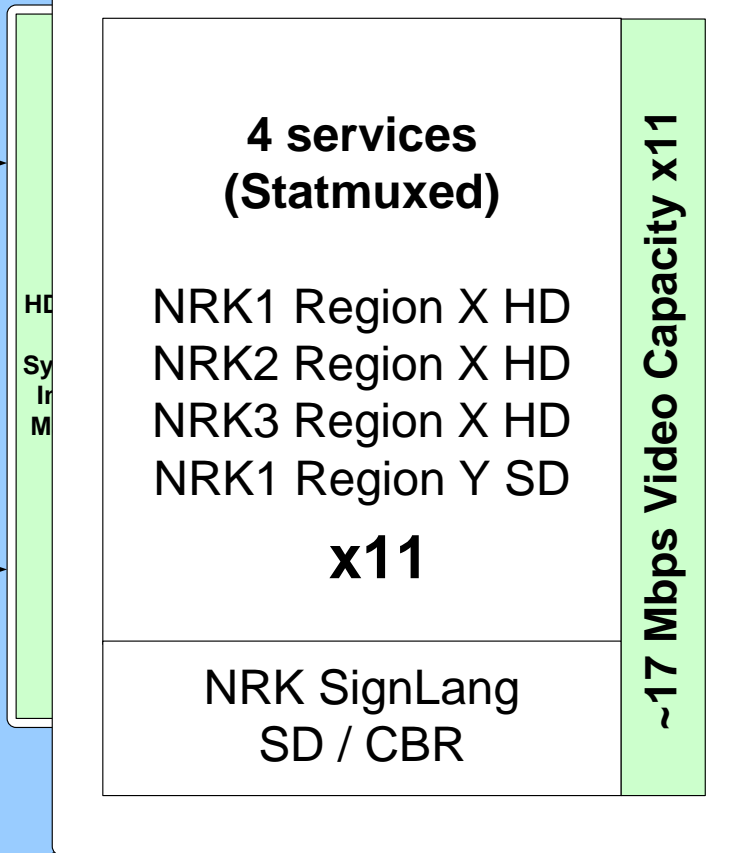 4 services
(Statmuxed)
NRK1 Region X HD
NRK2 Region X HD
NRK3 Region X HD
NRK1 Region Y SD
x11
NRK SignLang
SD / CBR
~17 Mbps Video Capacity x11